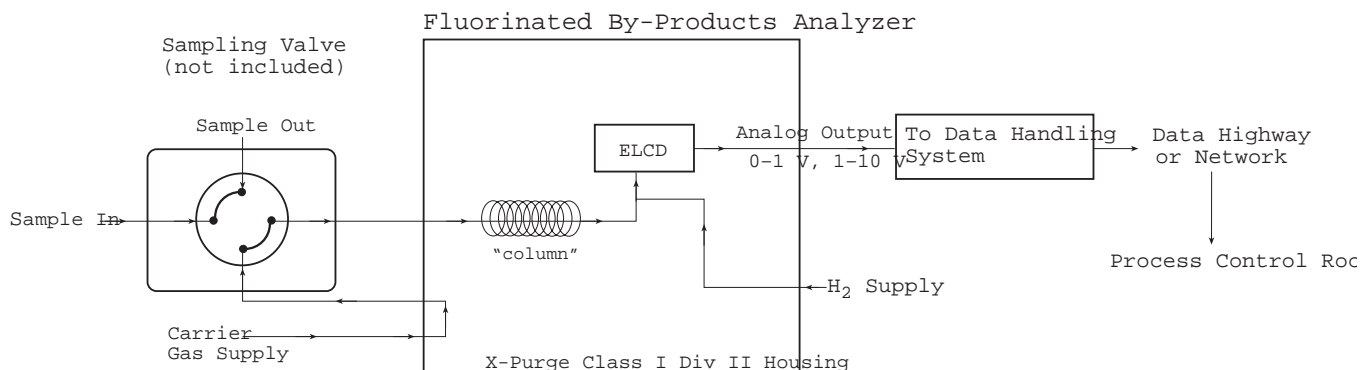 Fluorinated By-Products Analyzer
Sampling Valve
(not included)
Sample Out
ELCD
Analog Output
0-1 V, 1-10 V
To Data Handling
System
Data Highway
or Network
Sample In
"column"
Process Control Roo
H₂ Supply
Carrier
Gas Supply
X-Purge Class I Div II Housing